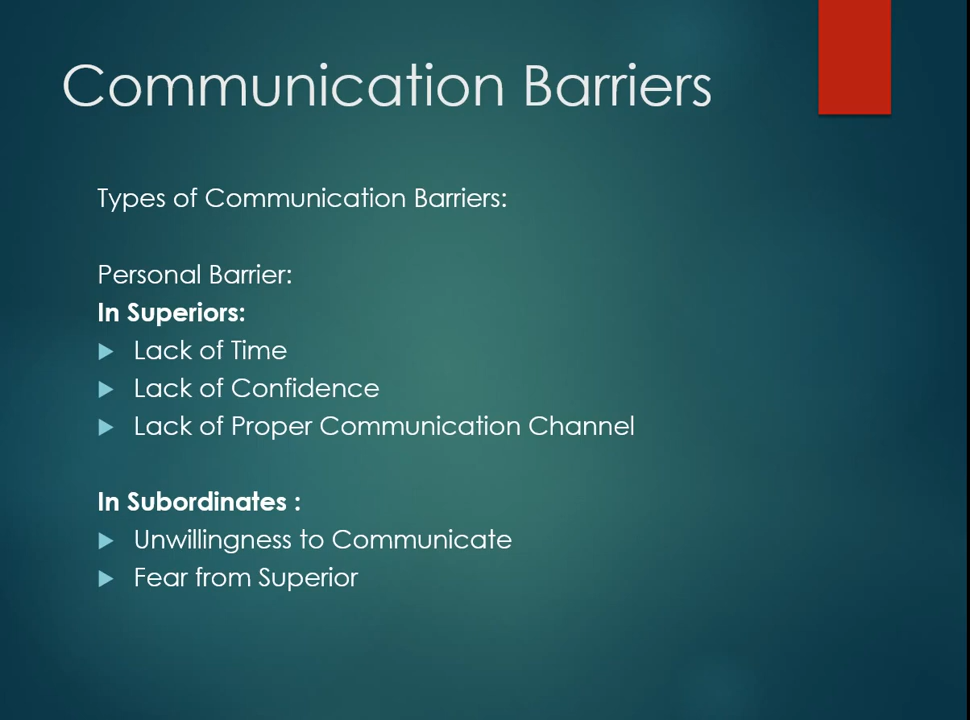 Communication Barriers
Types of Communication Barriers:
Personal Barrier:
In Superiors:
Lack of Time
Lack of Confidence
Lack of Proper Communication Channel
In Subordinates :
Unwillingness to Communicate
Fear from Superior